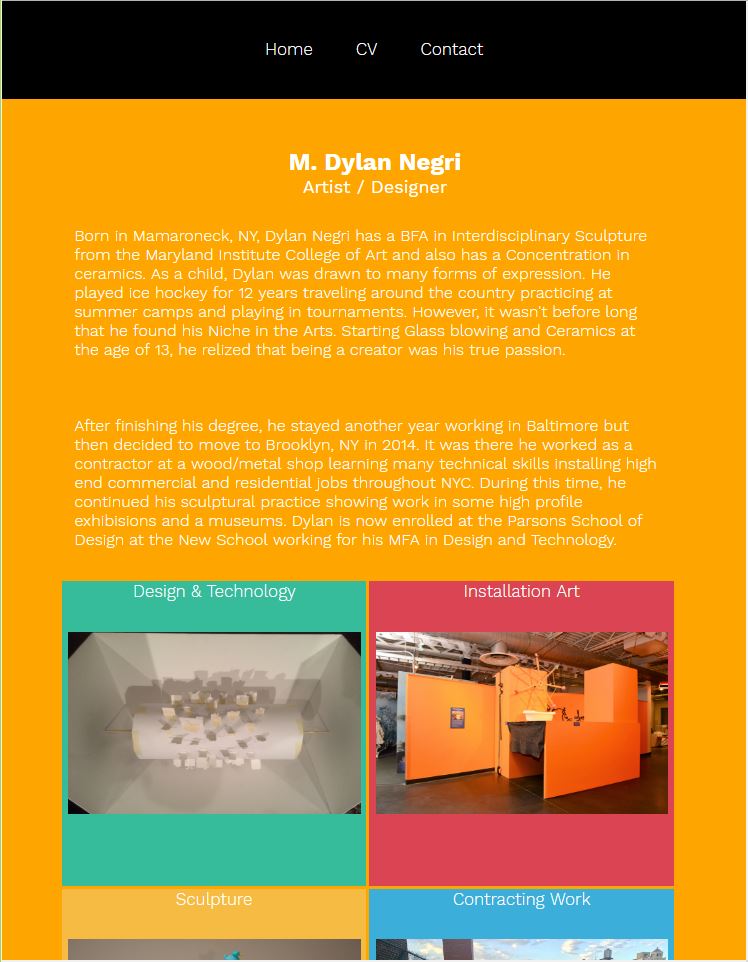 Home CV Contact
M. Dylan Negri
Artist / Designer
Born in Mamaroneck, NY, Dylan Negri has a BFA in Interdisciplinary Sculpture
from the Maryland Institute College of Art and also has a Concentration in
ceramics. As a child, Dylan was drawn to many forms of expression. He
played ice hockey for 12 years traveling around the country practicing at
summer camps and playing in tournaments. However, it wasn't before long
that he found his Niche in the Arts. Starting Glass blowing and Ceramics at
the age of 13, he relized that being a creator was his true passion.
After finishing his degree, he stayed another year working in Baltimore but
then decided to move to Brooklyn, NY in 2014. It was there he worked as a
contractor at a wood/metal shop learning many technical skills installing high
end commercial and residential jobs throughout NYC. During this time, he
continued his sculptural practice showing work in some high profile
exhibisions and a museums. Dylan is now enrolled at the Parsons School of
Design at the New School working for his MFA in Design and Technology.
Design & Technology
Installation Art
Sculpture
Contracting Work